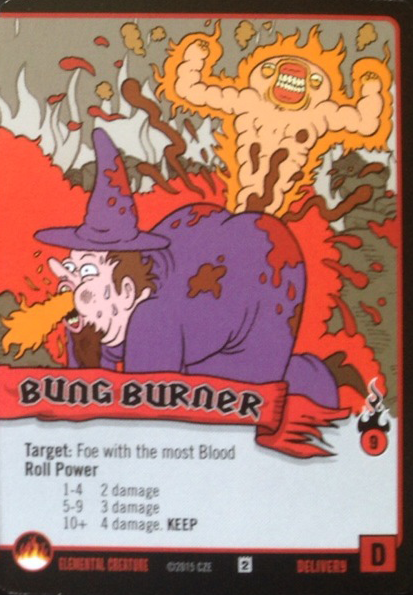 BUNG BURNER
9
Target: Foe with the most Blood
Roll Power
1-4 2 damage
5-9 3 damage
10+ 4 damage. KEEP
ELEMENTAL CREATURE ©2015 CZE 2 DELIVERY D